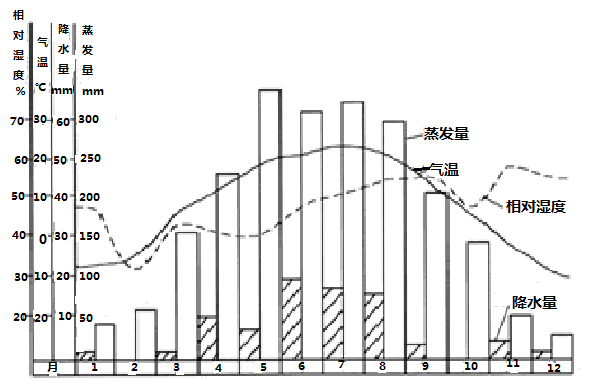 相对湿度 %
气温 ℃
降水量 mm
蒸发量 mm
70 30 60 300
60 20 50 250
50 10 40 200
40 0 30 150
30 10 20 100
20 20 10 50
蒸发量
气温
相对湿度
降水量
月 1 2 3 4 5 6 7 8 9 10 11 12